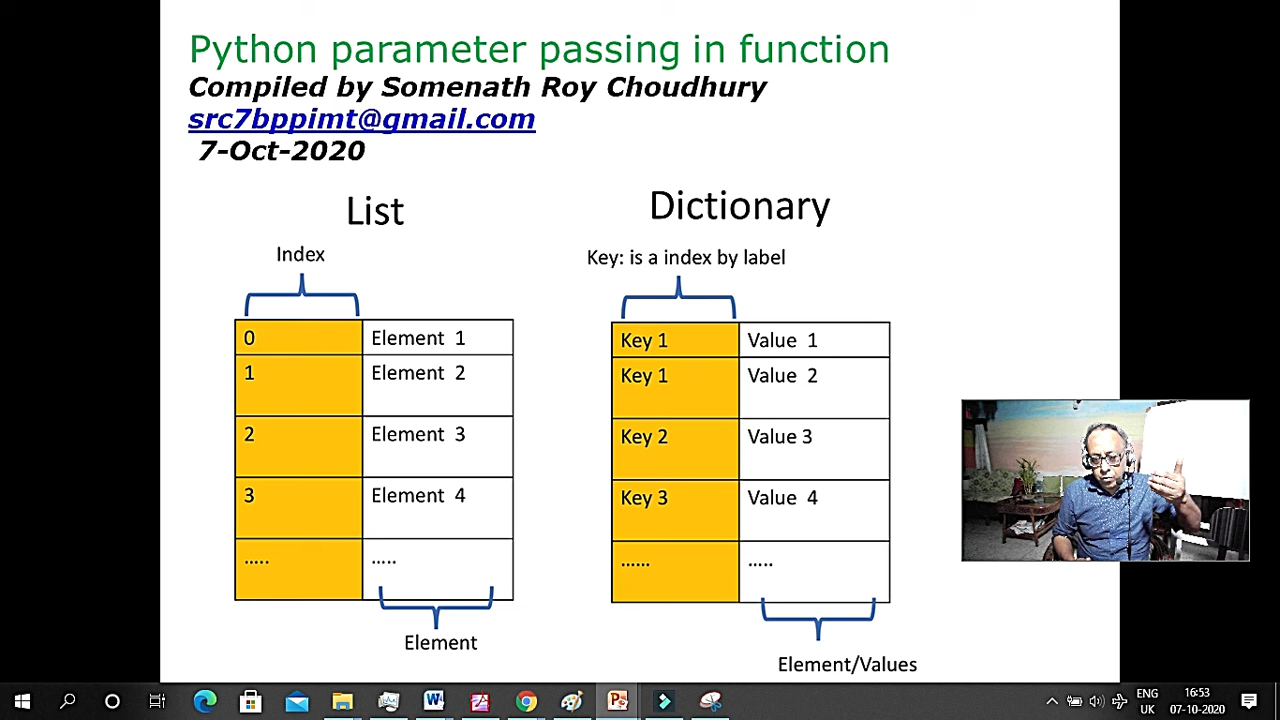 Python parameter passing in function
Compiled by Somenath Roy Choudhury
src7bppimt@gmail.com
7-Oct-2020
List
Dictionary
Index
Key: is a index by label
0 Element 1
1 Element 2
2 Element 3
3 Element 4
..... .....
Element
Key 1 Value 1
Key 1 Value 2
Key 2 Value 3
Key 3 Value 4
...... .....
Element/Values
ENG
UK
16:53
07-10-2020